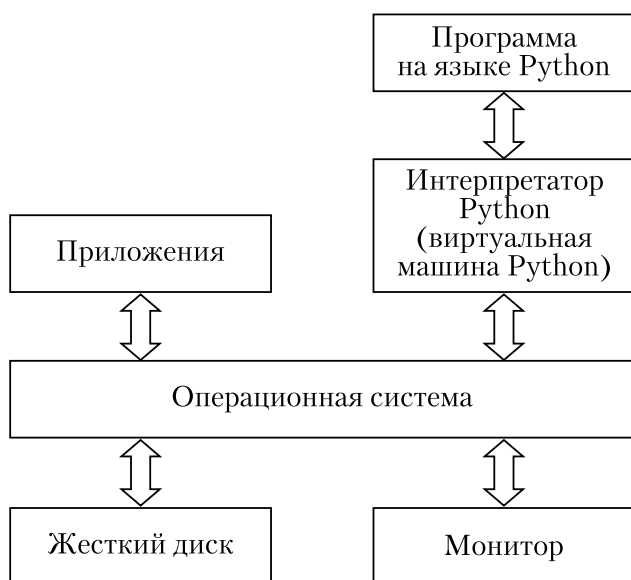 Программа
на языке Python
Интерпретатор
Python
(виртуальная
машина Python)
Приложения
Операционная система
Жесткий диск
Монитор